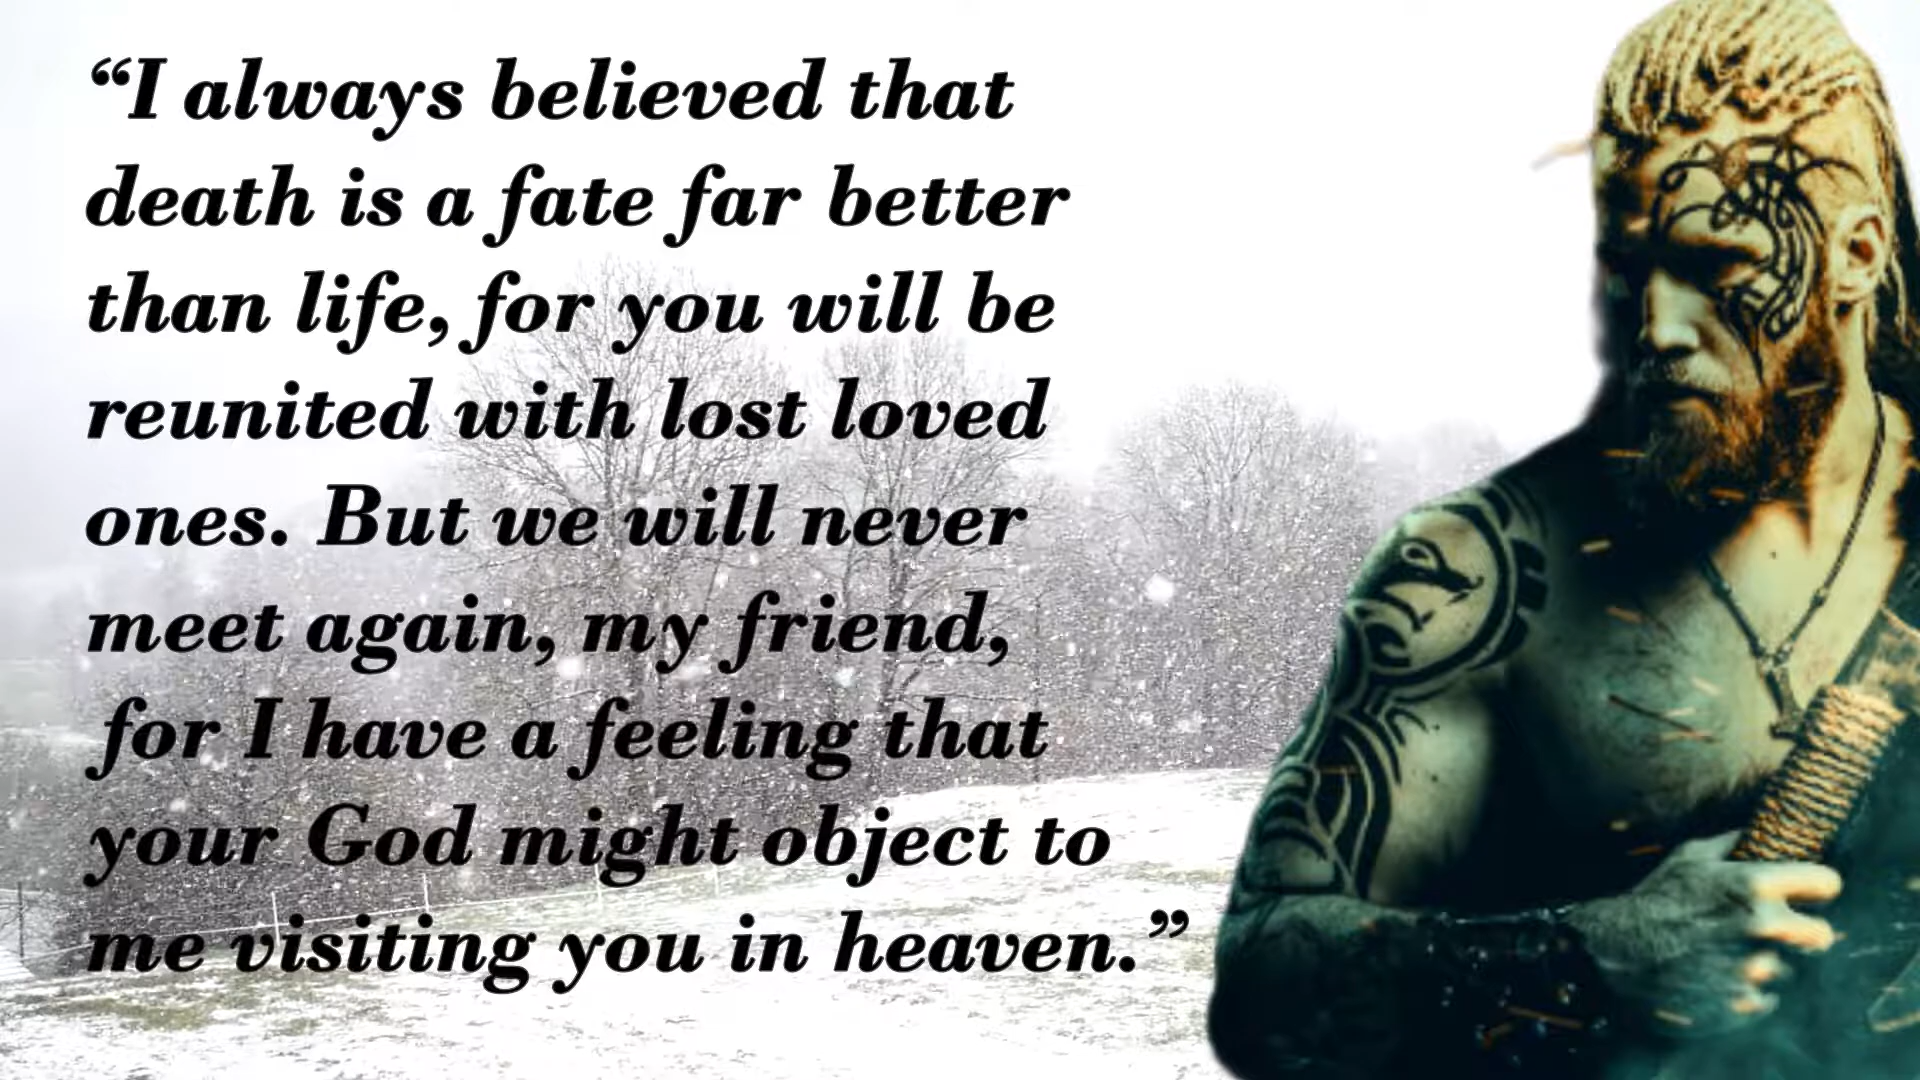 “I always believed that
death is a fate far better
than life, for you will be
reunited with lost loved
ones. But we will never
meet again, my friend,
for I have a feeling that
your God might object to
me visiting you in heaven.”